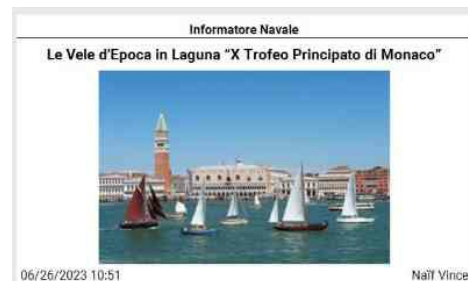 Informatore Navale
Le Vele d'Epoca in Laguna “X Trofeo Principato di Monaco”
06/26/2023 10:51
Naïf Vince